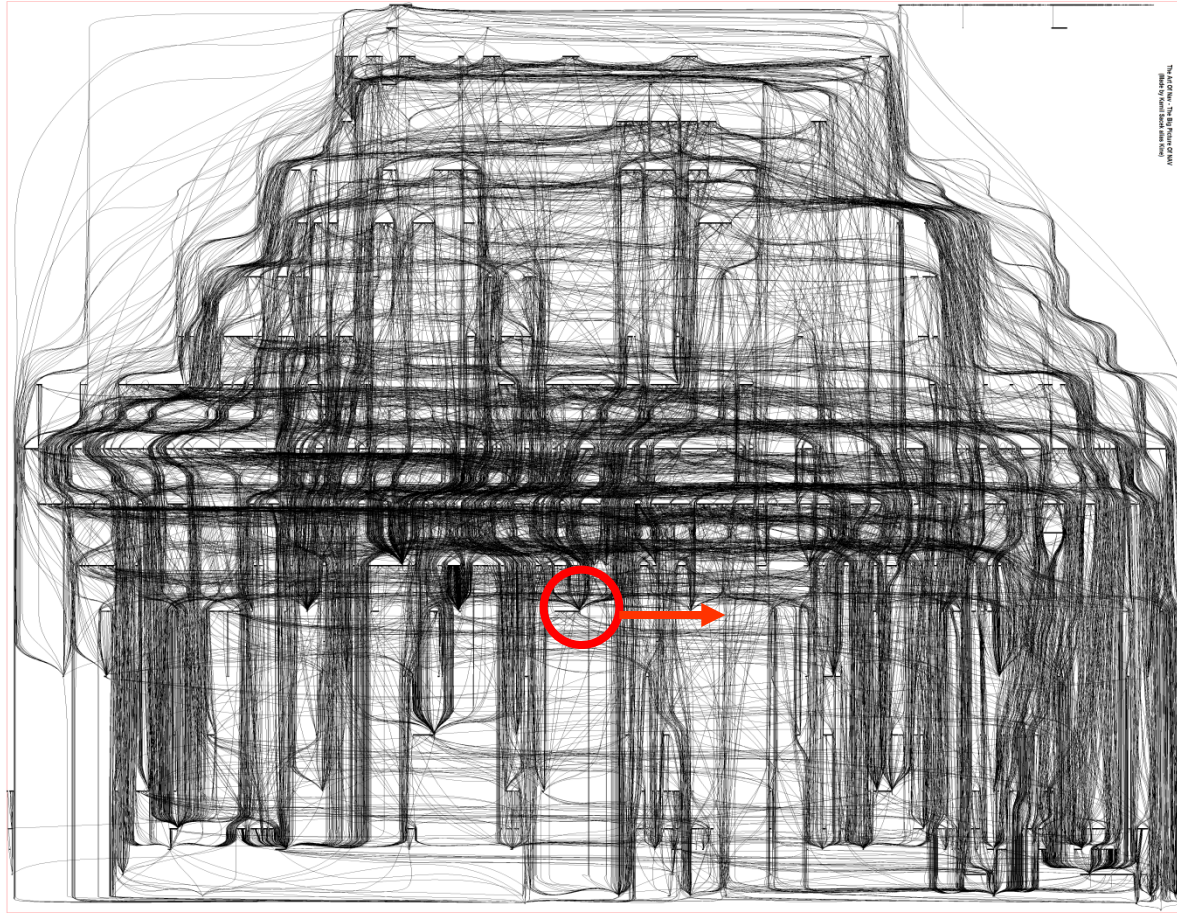 The Art Of Nav - The Big Picture Of NAV
(Made by Kamil Sacek alias Kine)